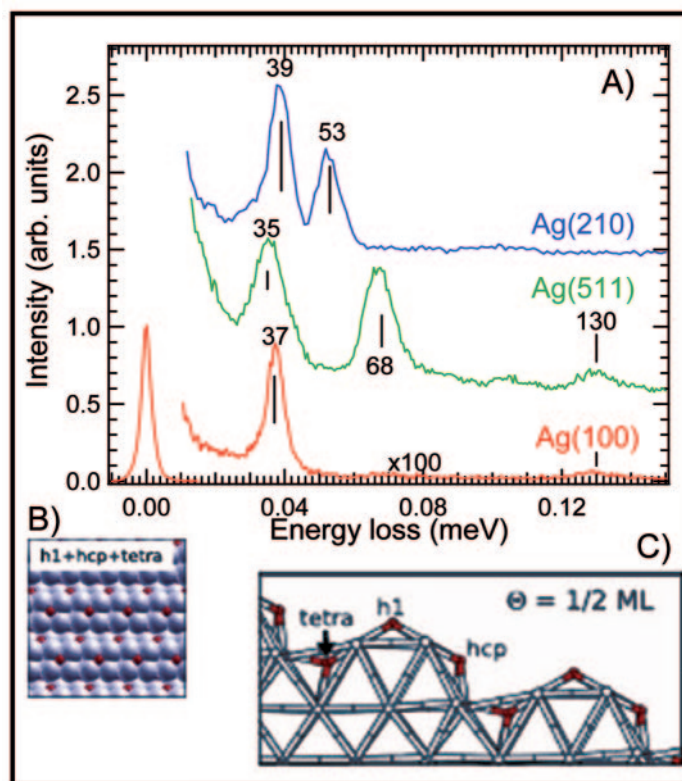 A)
39
53
Ag(210)
35
Ag(511)
68
130
37
Ag(100)
x100
2.5
2.0
1.5
1.0
0.5
0.0
Intensity (arb. units)
0.00 0.04 0.08 0.12
Energy loss (meV)
B)
h1+hcp+tetra
C)
Θ = 1/2 ML
h1
tetra
hcp